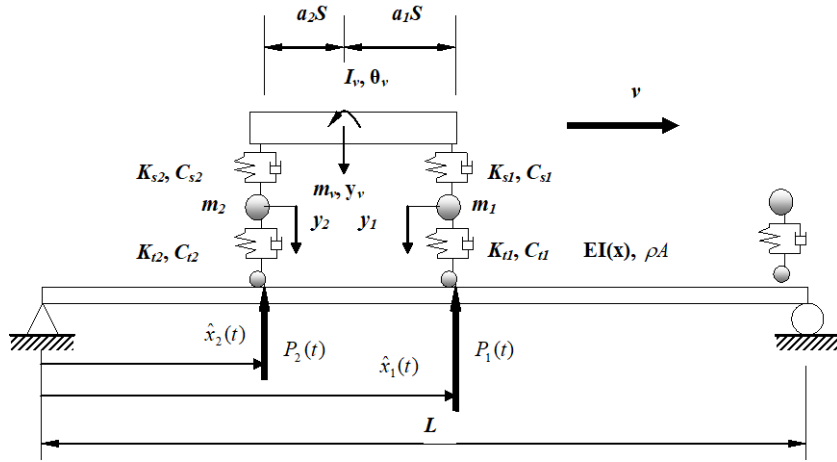 a₂S a₁S
I_v, θ_v
v
K_s2, C_s2 K_s1, C_s1
m_v, y_v
m₂ m₁
y₂ y₁
K_t2, C_t2 K_t1, C_t1 EI(x), ρA
x̂₂(t) P₂(t) x̂₁(t) P₁(t)
L